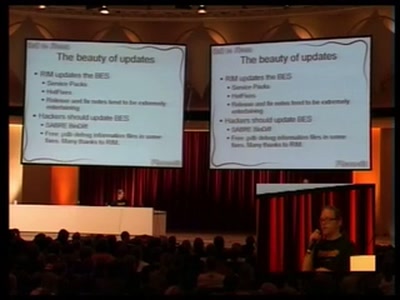 The beauty of updates
• RIM updates the BES
• Service Packs
• HotFixes
• Release and fix notes tend to be extremely
entertaining
• Hackers should update BES
• SABRE BinDiff
• Free .pdb debug information files in some
fixes. Many thanks to RIM.
Phenoelit
The beauty of updates
• RIM updates the BES
• Service Packs
• HotFixes
• Release and fix notes tend to be extremely
entertaining
• Hackers should update BES
• SABRE BinDiff
• Free .pdb debug information files in some
fixes. Many thanks to RIM.
Phenoelit